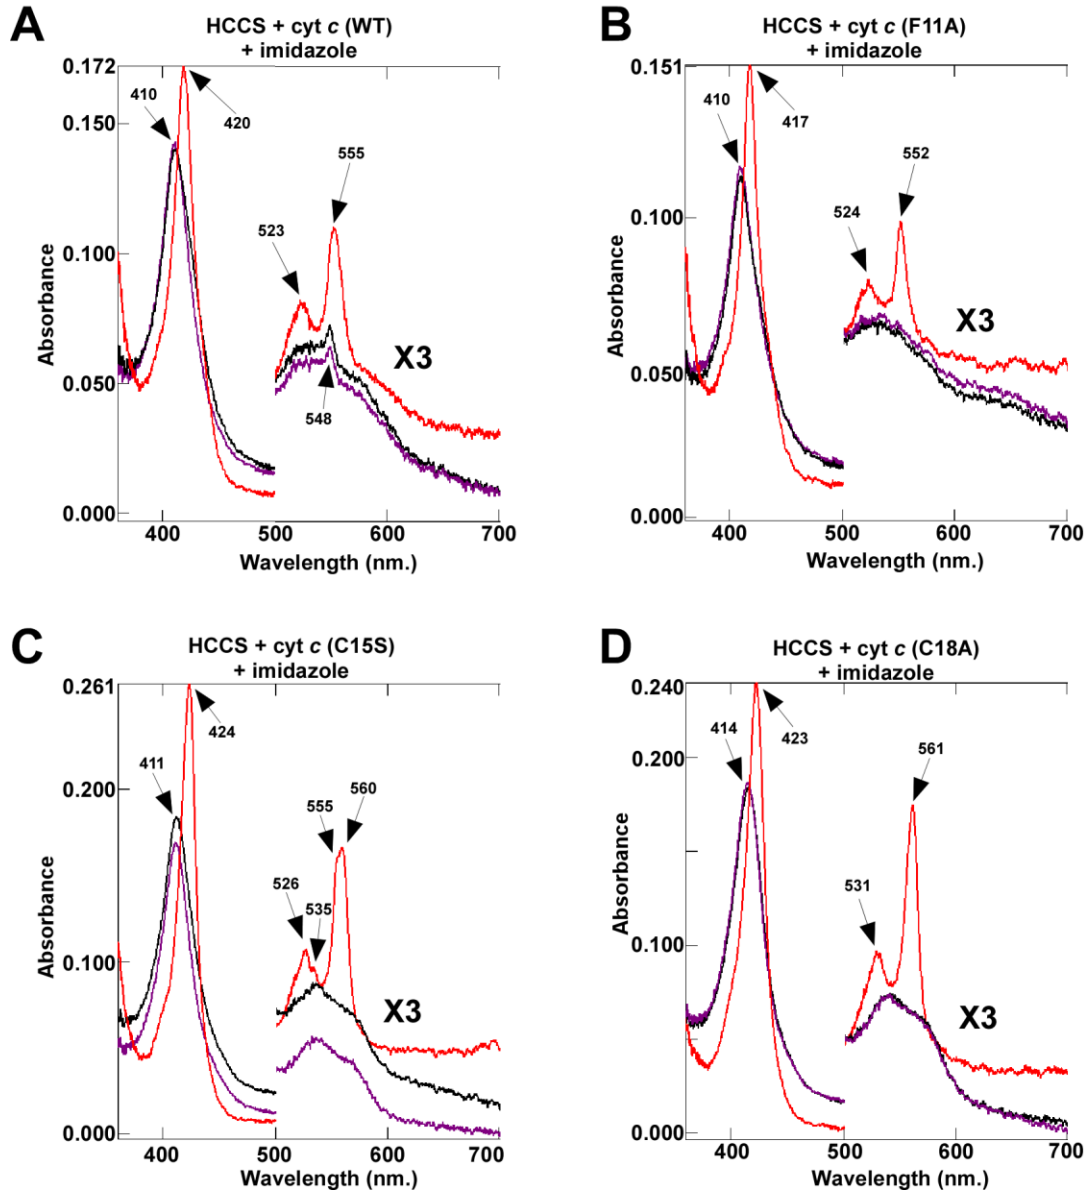 A
HCCS + cyt c (WT)
+ imidazole
0.172
0.150
0.100
0.050
0.000
Absorbance
410
420
555
523
548
X3
400
500
600
700
Wavelength (nm.)
B
HCCS + cyt c (F11A)
+ imidazole
0.151
0.100
0.050
0.000
Absorbance
410
417
552
524
X3
400
500
600
700
Wavelength (nm.)
C
HCCS + cyt c (C15S)
+ imidazole
0.261
0.200
0.100
0.000
Absorbance
424
411
555
560
526
535
X3
400
500
600
700
Wavelength (nm.)
D
HCCS + cyt c (C18A)
+ imidazole
0.240
0.200
0.100
0.000
Absorbance
414
423
561
531
X3
400
500
600
700
Wavelength (nm.)